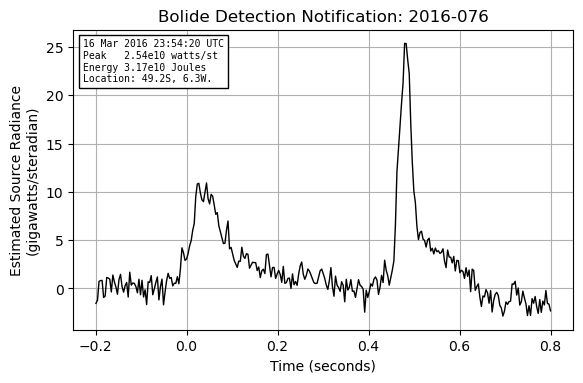 Bolide Detection Notification: 2016-076
16 Mar 2016 23:54:20 UTC
Peak   2.54e10 watts/st
Energy 3.17e10 Joules
Location: 49.2S, 6.3W.
Estimated Source Radiance
(gigawatts/steradian)
25
20
15
10
5
0
−0.2 0.0 0.2 0.4 0.6 0.8
Time (seconds)